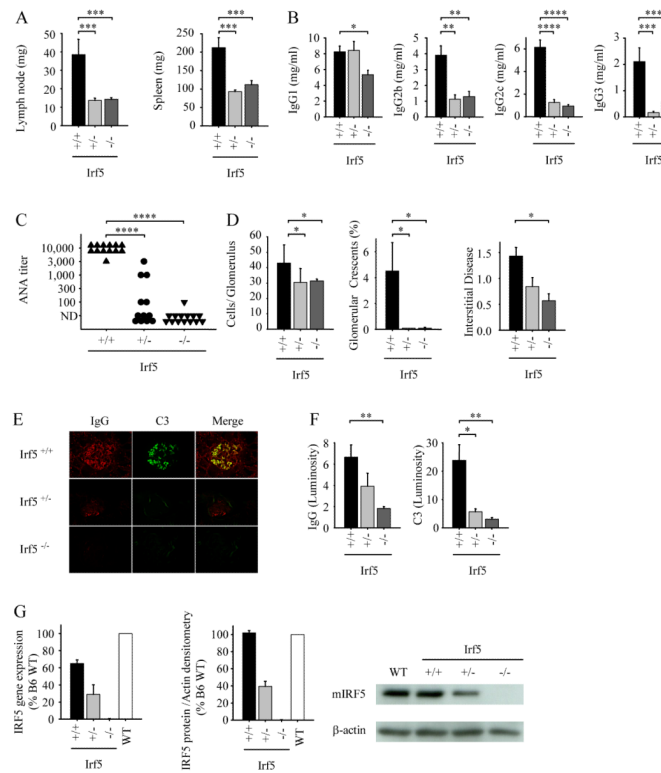 A
***
***
Lymph node (mg)
50
40
30
20
10
0
+/+
+/-
-/-
Irf5
***
***
Spleen (mg)
300
250
200
150
100
50
0
+/+
+/-
-/-
Irf5
B
*
IgG1 (mg/ml)
10
8
6
4
2
0
+/+
+/-
-/-
Irf5
**
**
IgG2b (mg/ml)
5
4
3
2
1
0
+/+
+/-
-/-
Irf5
****
****
IgG2c (mg/ml)
8
6
4
2
0
+/+
+/-
-/-
Irf5
***
***
IgG3 (mg/ml)
3
2
1
0
+/+
+/-
Irf5
C
****
****
ANA titer
10,000
3,000
1,000
300
100
ND
+/+
+/-
-/-
Irf5
D
*
*
Cells/ Glomerulus
60
50
40
30
20
10
0
+/+
+/-
-/-
Irf5
*
*
Glomerular Crescents (%)
6
4
2
0
+/+
+/-
-/-
Irf5
*
Interstitial Disease
1.5
1.0
0.5
0.0
+/+
+/-
-/-
Irf5
E
IgG C3 Merge
Irf5 +/+
Irf5 +/-
Irf5 -/-
F
**
IgG (Luminosity)
10
8
6
4
2
0
+/+
+/-
-/-
Irf5
**
*
C3 (Luminosity)
30
20
10
0
+/+
+/-
-/-
Irf5
G
IRF5 gene expression
(% B6 WT)
100
80
60
40
20
0
+/+
+/-
-/-
WT
Irf5
IRF5 protein /Actin densitometry
(% B6 WT)
100
80
60
40
20
0
+/+
+/-
-/-
WT
Irf5
Irf5
WT +/+ +/- -/-
mIRF5
β-actin